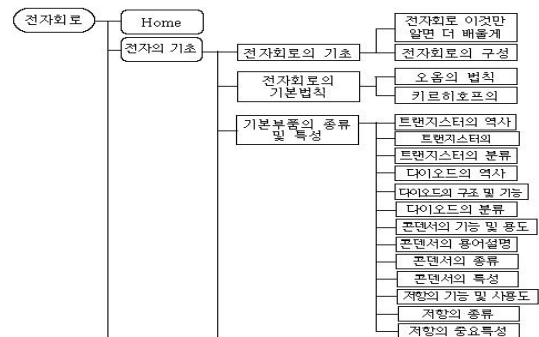 전자회로
Home
전자의 기초
전자회로의 기초
전자회로 이것만
알면 더 배울게
전자회로의 구성
전자회로의
기본법칙
오옴의 법칙
키르히호프의
기본부품의 종류
및 특성
트랜지스터의 역사
트랜지스터의
트랜지스터의 분류
다이오드의 역사
다이오드의 구조 및 기능
다이오드의 분류
콘덴서의 기능 및 용도
콘덴서의 용어설명
콘덴서의 종류
콘덴서의 특성
저항의 기능 및 사용도
저항의 종류
저항의 중요특성